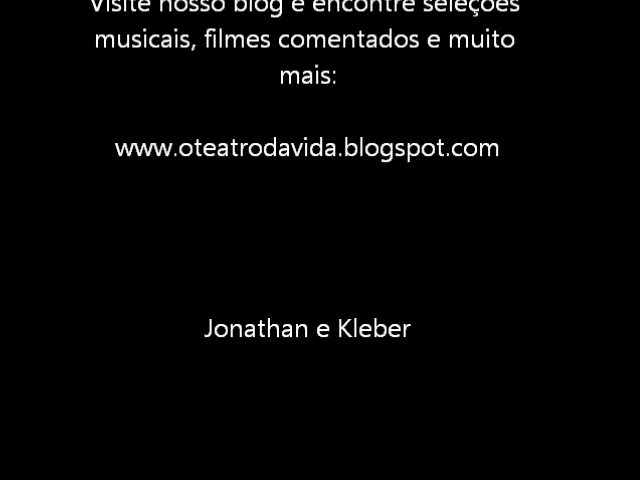 Visite nosso blog e encontre seleções
musicais, filmes comentados e muito
mais:
www.oteatrodavida.blogspot.com
Jonathan e Kleber